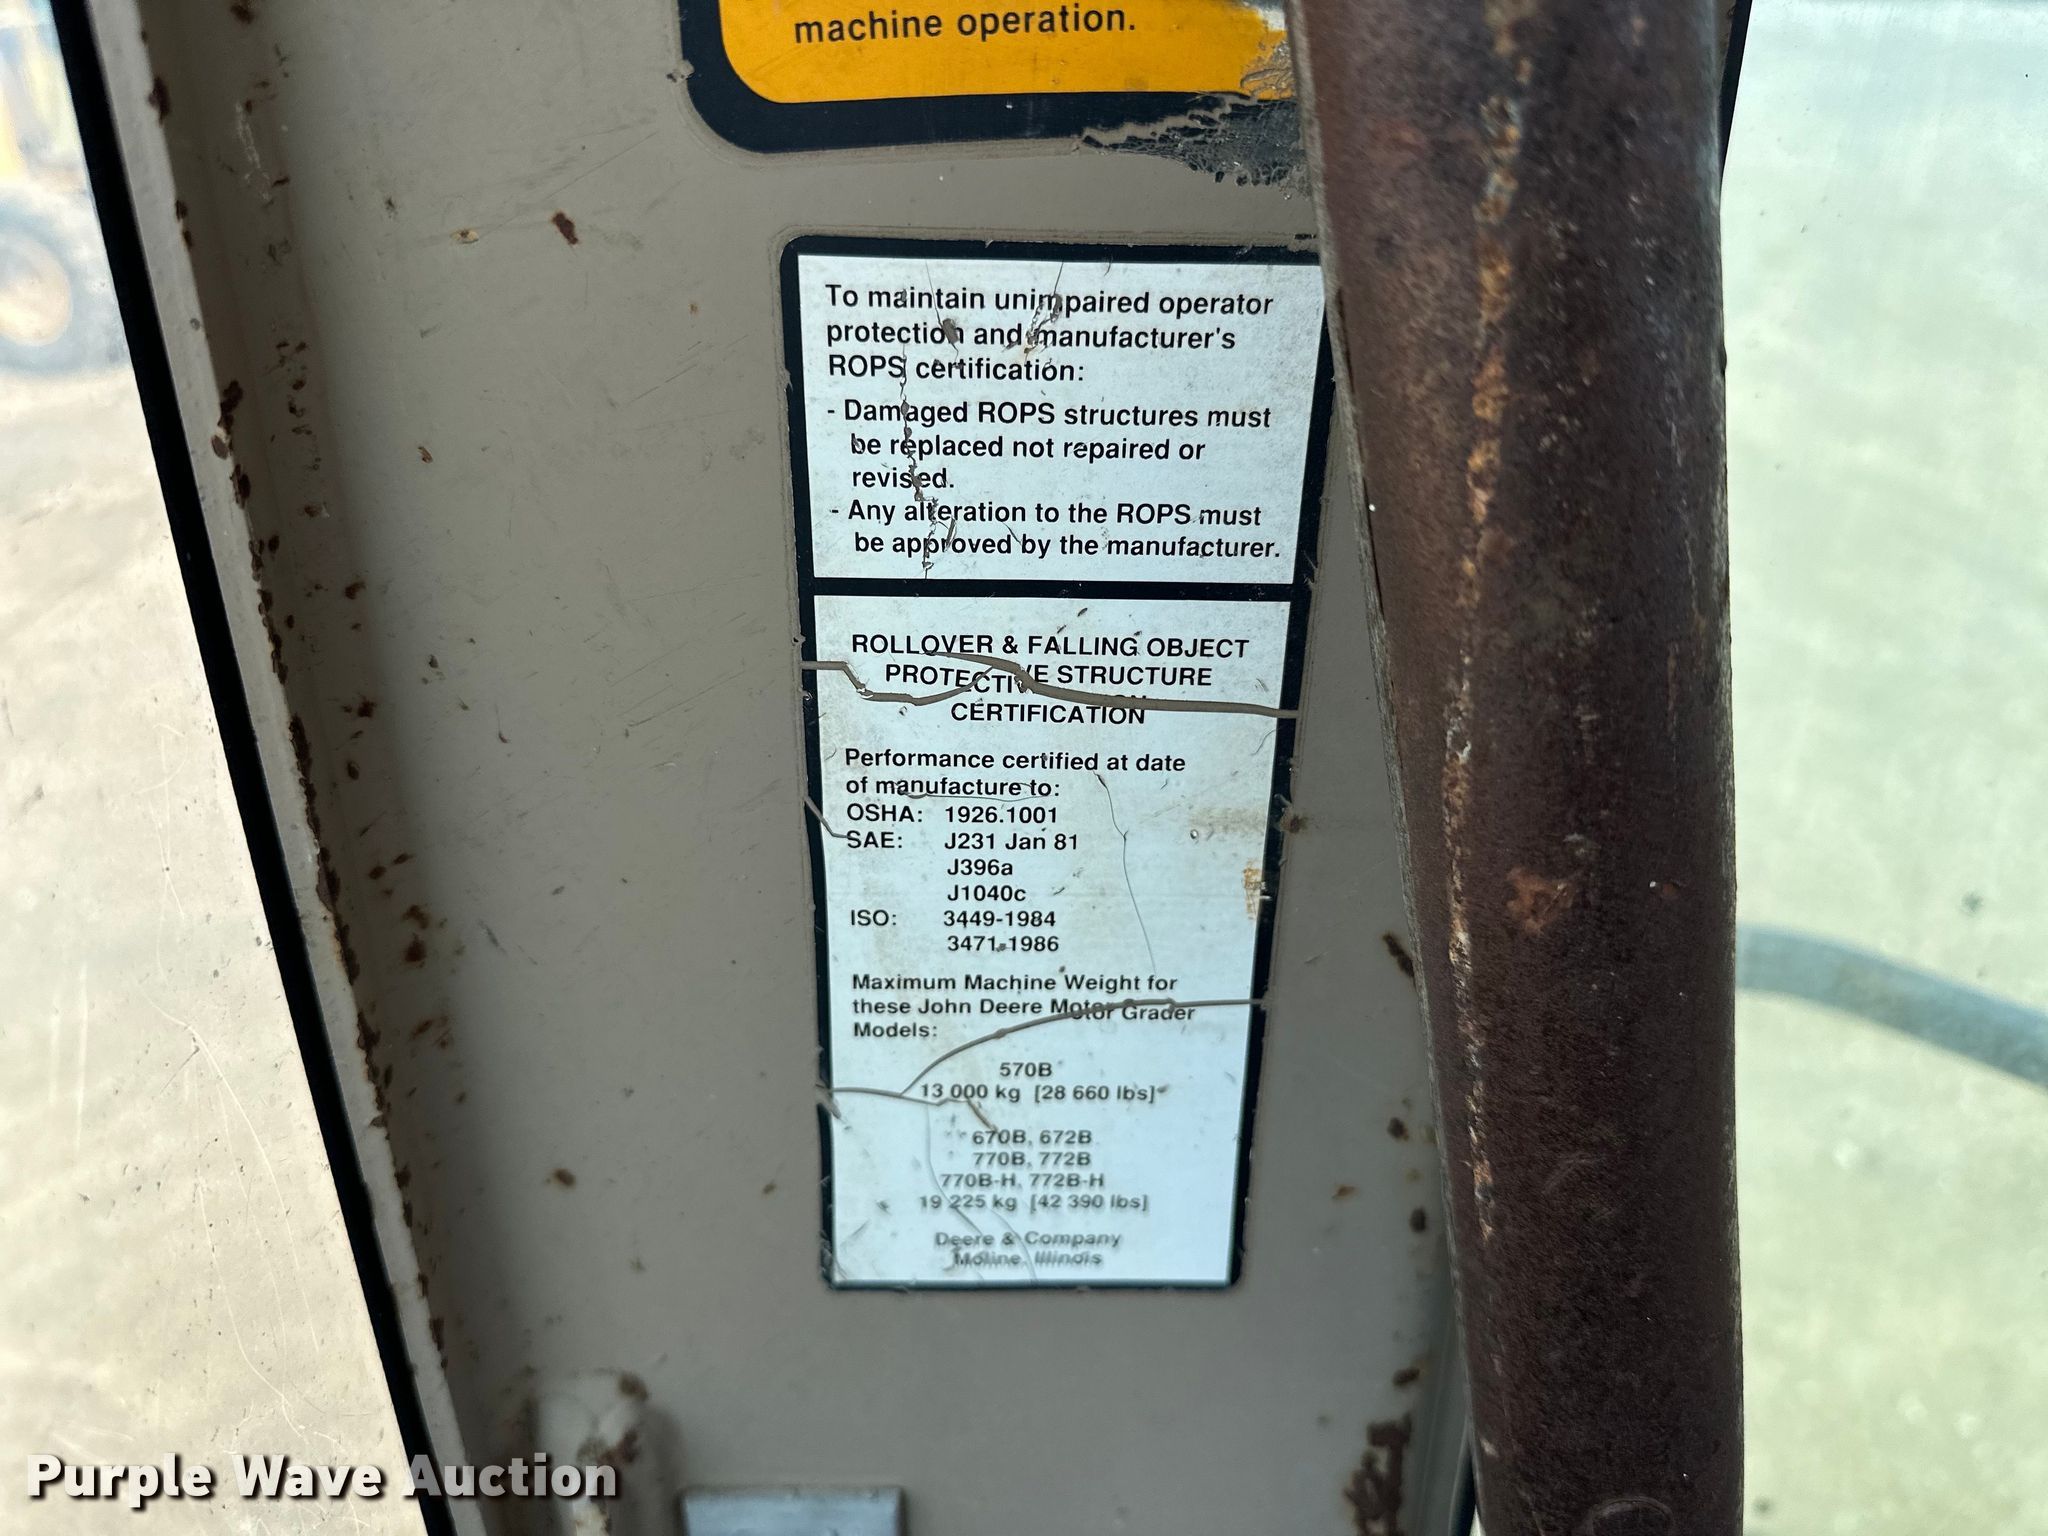 machine operation.
To maintain unimpaired operator
protection and manufacturer's
ROPS certification:
- Damaged ROPS structures must
be replaced not repaired or
revised.
- Any alteration to the ROPS must
be approved by the manufacturer.
ROLLOVER & FALLING OBJECT
PROTECTIVE STRUCTURE
CERTIFICATION
Performance certified at date
of manufacture to:
OSHA: 1926.1001
SAE: J231 Jan 81
J396a
J1040c
ISO: 3449-1984
3471-1986
Maximum Machine Weight for
these John Deere Motor Grader
Models:
570B
13 000 kg [28 660 lbs]
670B, 672B
770B, 772B
770B-H, 772B-H
19 225 kg [42 390 lbs]
Deere & Company
Moline, Illinois
Purple Wave Auction